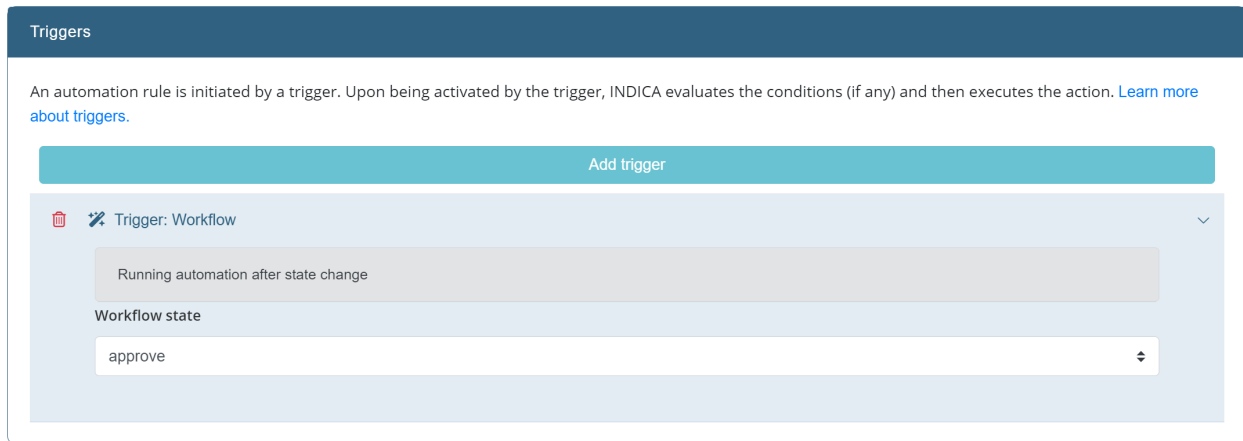 Triggers
An automation rule is initiated by a trigger. Upon being activated by the trigger, INDICA evaluates the conditions (if any) and then executes the action. Learn more
about triggers.
Add trigger
Trigger: Workflow
Running automation after state change
Workflow state
approve